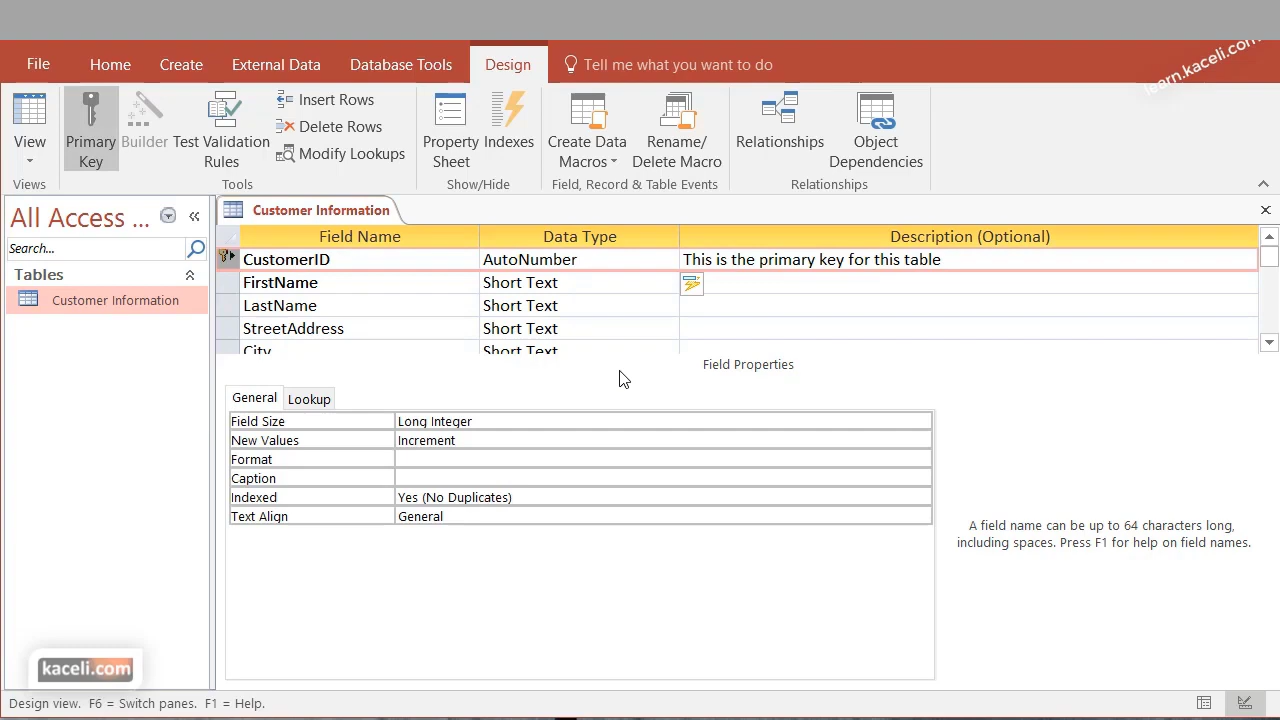 learn.kaceli.com
File Home Create External Data Database Tools Design Tell me what you want to do
View
Primary Key
Builder
Test Validation Rules
Insert Rows
Delete Rows
Modify Lookups
Property Sheet
Indexes
Create Data Macros
Rename/ Delete Macro
Relationships
Object Dependencies
Views Tools Show/Hide Field, Record & Table Events Relationships
All Access ...
Search...
Tables
Customer Information
Customer Information
Field Name Data Type Description (Optional)
CustomerID AutoNumber This is the primary key for this table
FirstName Short Text
LastName Short Text
StreetAddress Short Text
City Short Text
Field Properties
General Lookup
Field Size Long Integer
New Values Increment
Format
Caption
Indexed Yes (No Duplicates)
Text Align General
A field name can be up to 64 characters long,
including spaces. Press F1 for help on field names.
kaceli.com
Design view. F6 = Switch panes. F1 = Help.